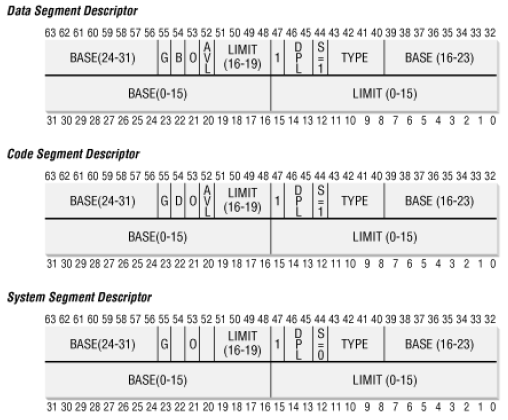 Data Segment Descriptor
63 62 61 60 59 58 57 56 55 54 53 52 51 50 49 48 47 46 45 44 43 42 41 40 39 38 37 36 35 34 33 32
BASE(24-31) G B O AVL LIMIT (16-19) 1 DPL S=1 TYPE BASE (16-23)
BASE(0-15) LIMIT (0-15)
31 30 29 28 27 26 25 24 23 22 21 20 19 18 17 16 15 14 13 12 11 10 9 8 7 6 5 4 3 2 1 0
Code Segment Descriptor
63 62 61 60 59 58 57 56 55 54 53 52 51 50 49 48 47 46 45 44 43 42 41 40 39 38 37 36 35 34 33 32
BASE(24-31) G D O AVL LIMIT (16-19) 1 DPL S=1 TYPE BASE (16-23)
BASE(0-15) LIMIT (0-15)
31 30 29 28 27 26 25 24 23 22 21 20 19 18 17 16 15 14 13 12 11 10 9 8 7 6 5 4 3 2 1 0
System Segment Descriptor
63 62 61 60 59 58 57 56 55 54 53 52 51 50 49 48 47 46 45 44 43 42 41 40 39 38 37 36 35 34 33 32
BASE(24-31) G O LIMIT (16-19) 1 DPL S=0 TYPE BASE (16-23)
BASE(0-15) LIMIT (0-15)
31 30 29 28 27 26 25 24 23 22 21 20 19 18 17 16 15 14 13 12 11 10 9 8 7 6 5 4 3 2 1 0